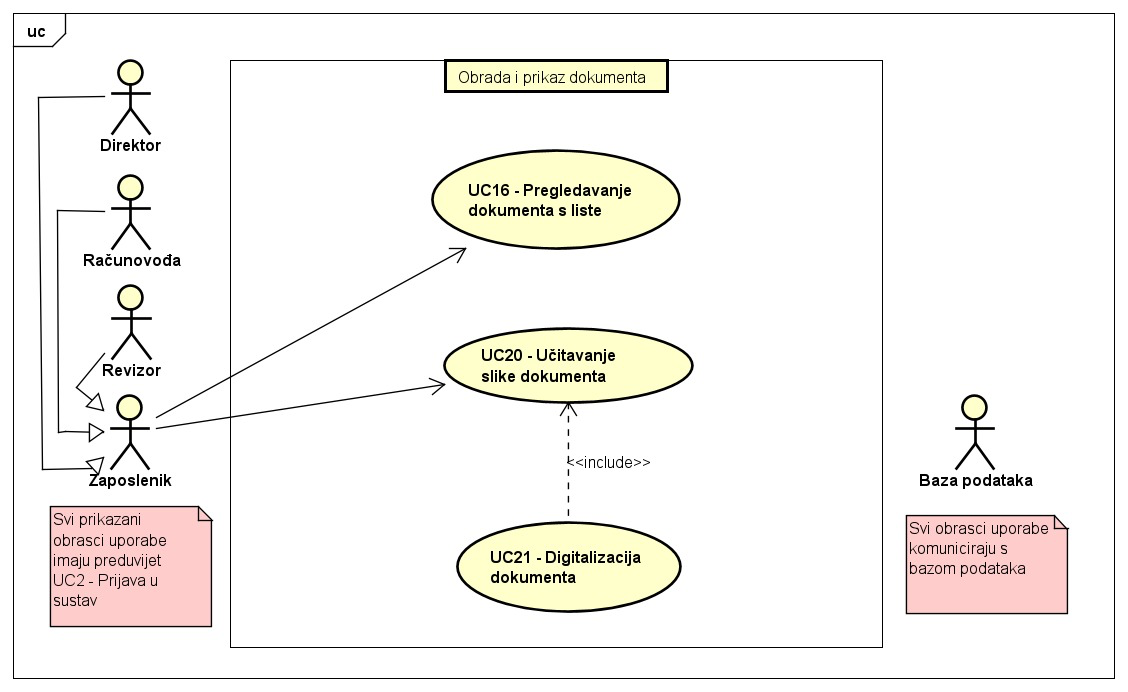 uc
Obrada i prikaz dokumenta
Direktor
Računovođa
Revizor
Zaposlenik
UC16 - Pregledavanje
dokumenta s liste
UC20 - Učitavanje
slike dokumenta
<<include>>
UC21 - Digitalizacija
dokumenta
Baza podataka
Svi prikazani
obrasci uporabe
imaju preduvijet
UC2 - Prijava u
sustav
Svi obrasci uporabe
komuniciraju s
bazom podataka